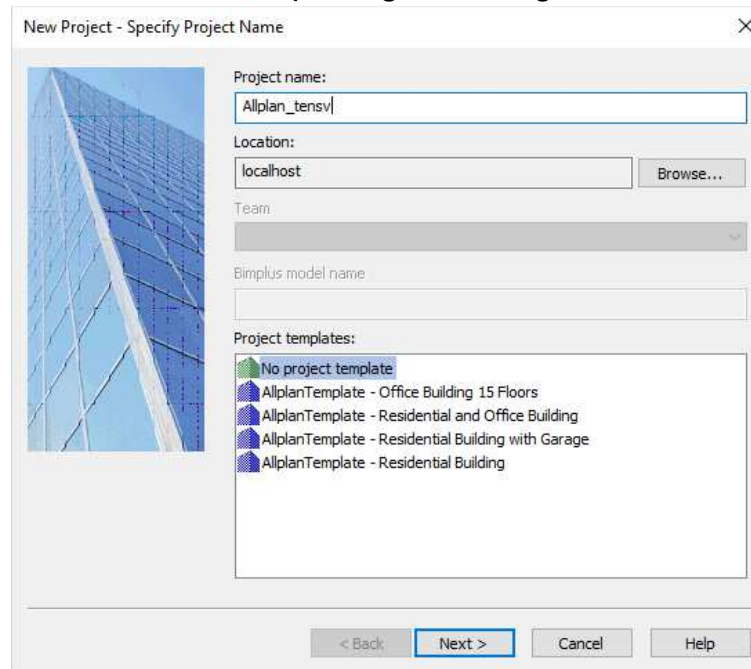 New Project - Specify Project Name
Project name:
Allplan_tensv
Location:
localhost
Browse...
Team
Bimplus model name
Project templates:
No project template
AllplanTemplate - Office Building 15 Floors
AllplanTemplate - Residential and Office Building
AllplanTemplate - Residential Building with Garage
AllplanTemplate - Residential Building
< Back
Next >
Cancel
Help